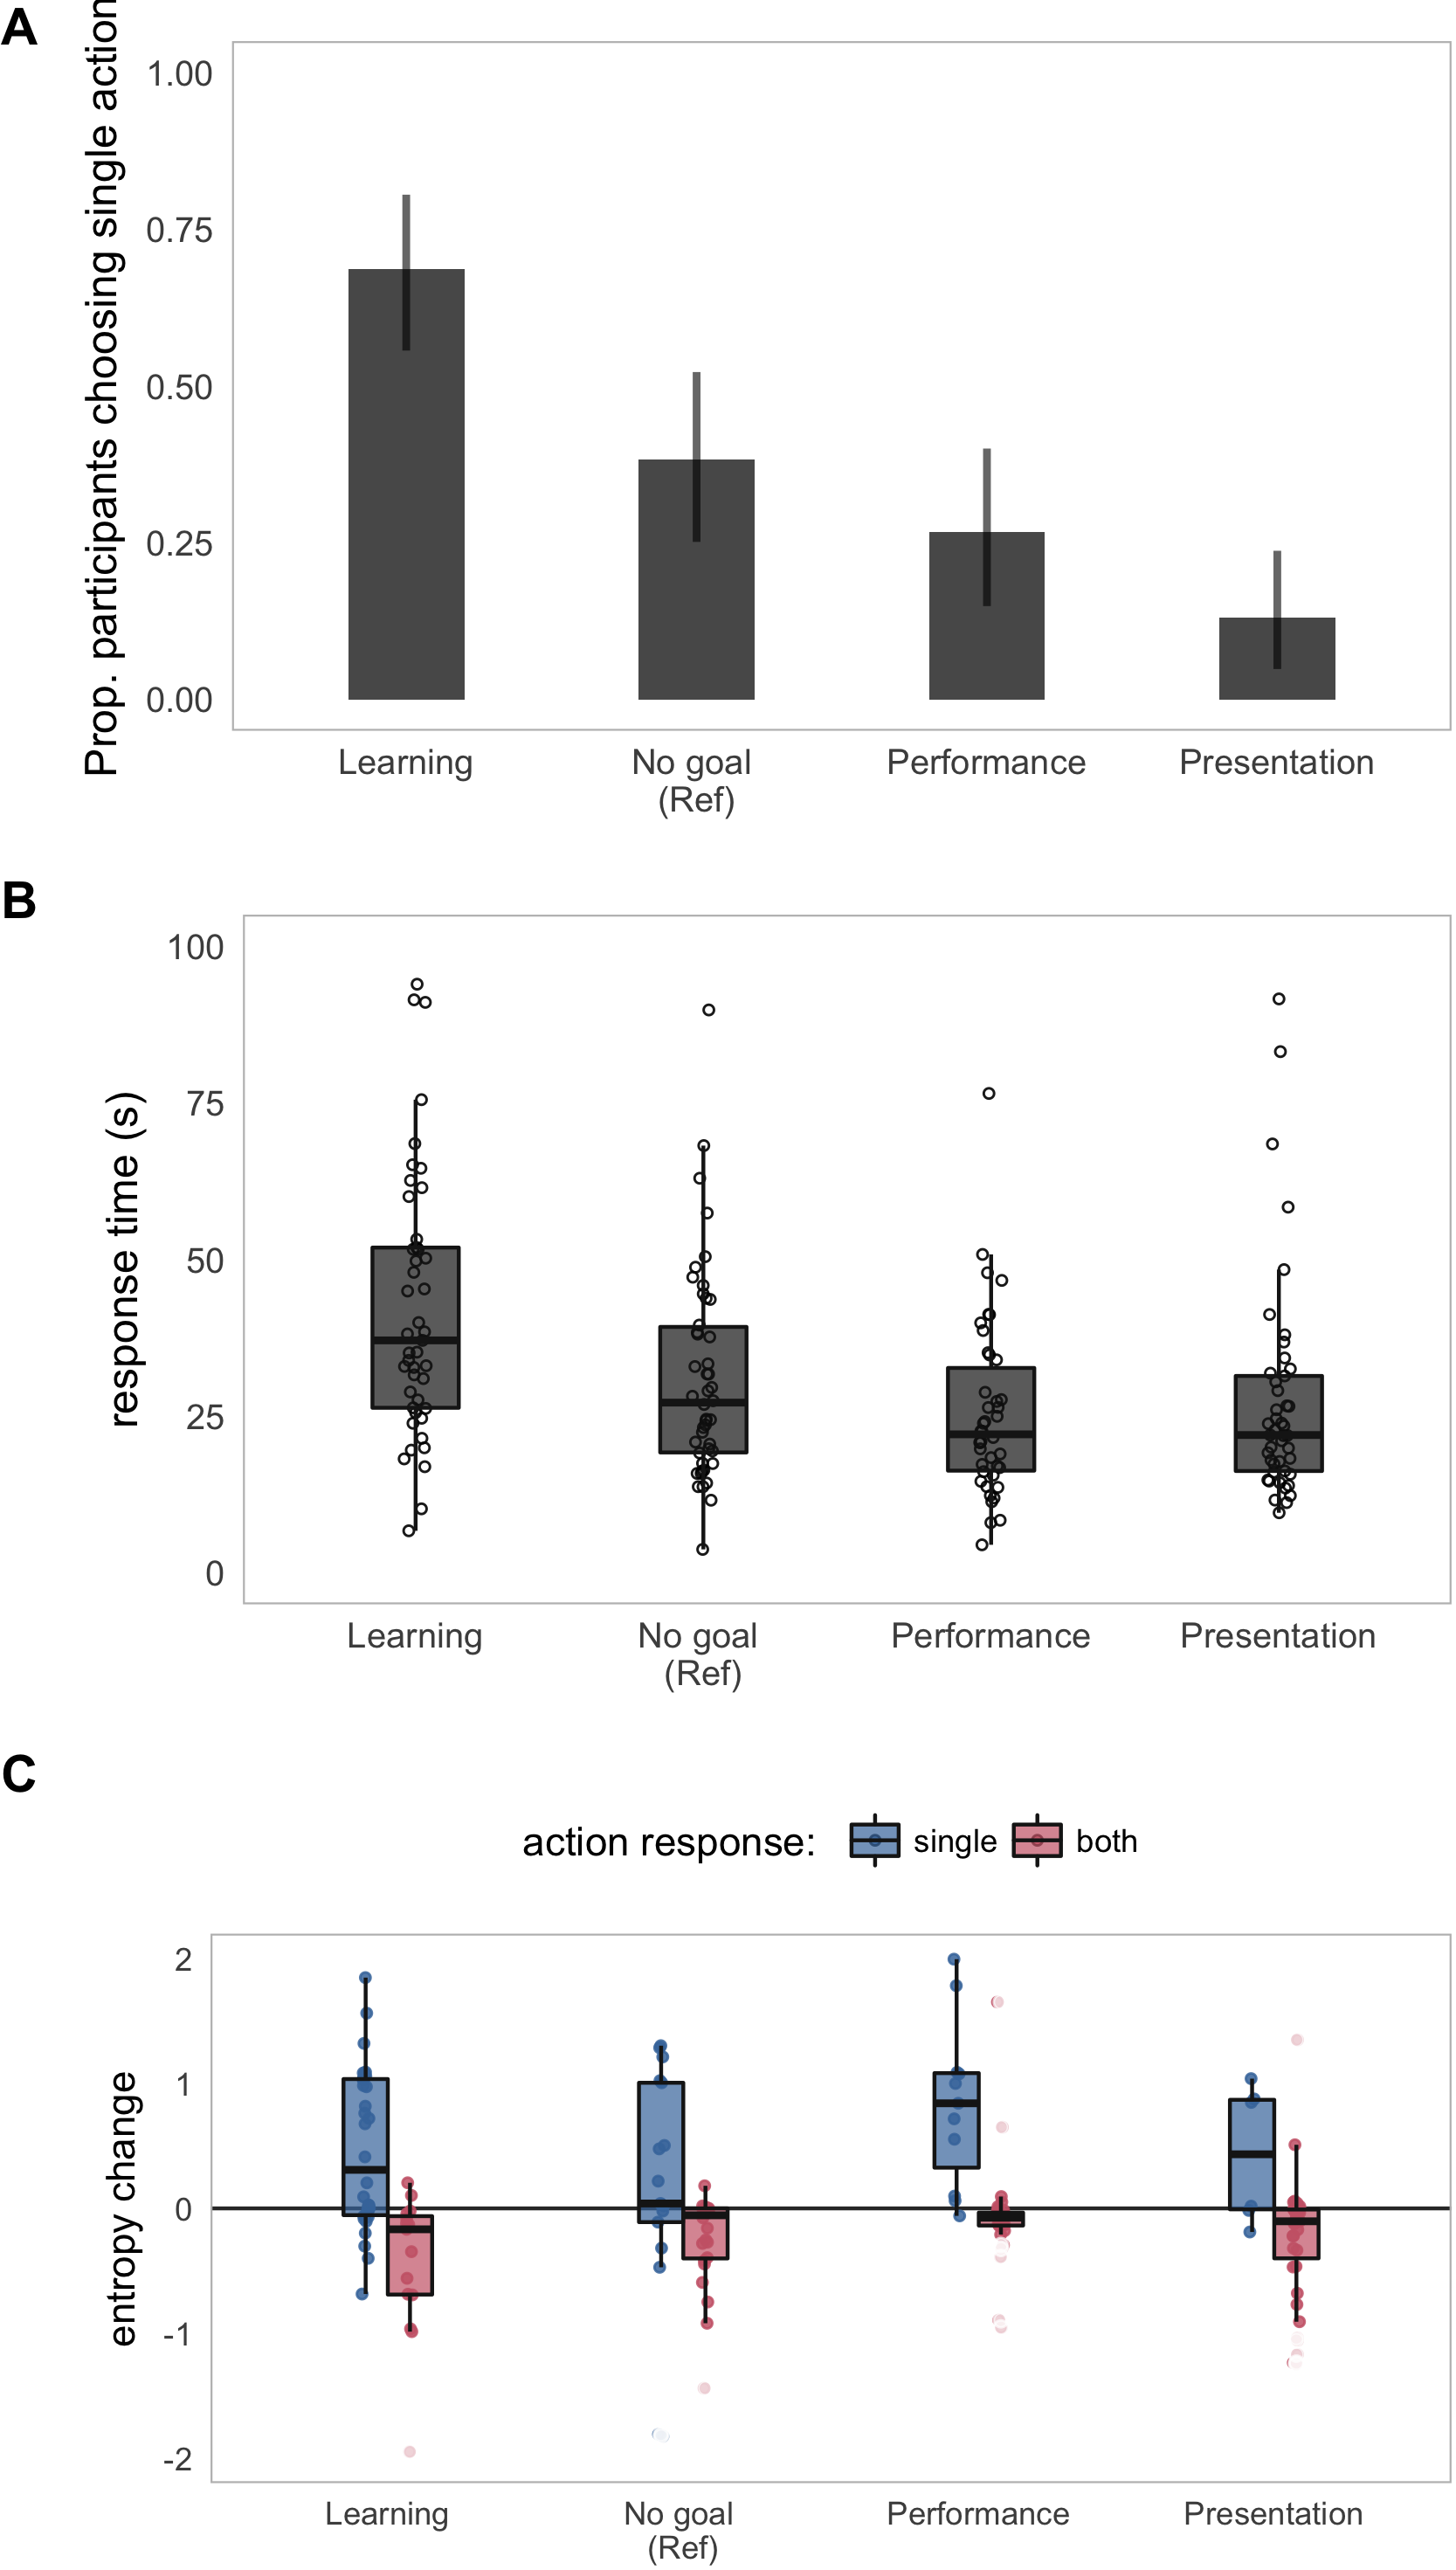 A
Prop. participants choosing single action
1.00
0.75
0.50
0.25
0.00
Learning
No goal
(Ref)
Performance
Presentation
B
response time (s)
100
75
50
25
0
Learning
No goal
(Ref)
Performance
Presentation
C
action response: single both
entropy change
2
1
0
-1
-2
Learning
No goal
(Ref)
Performance
Presentation